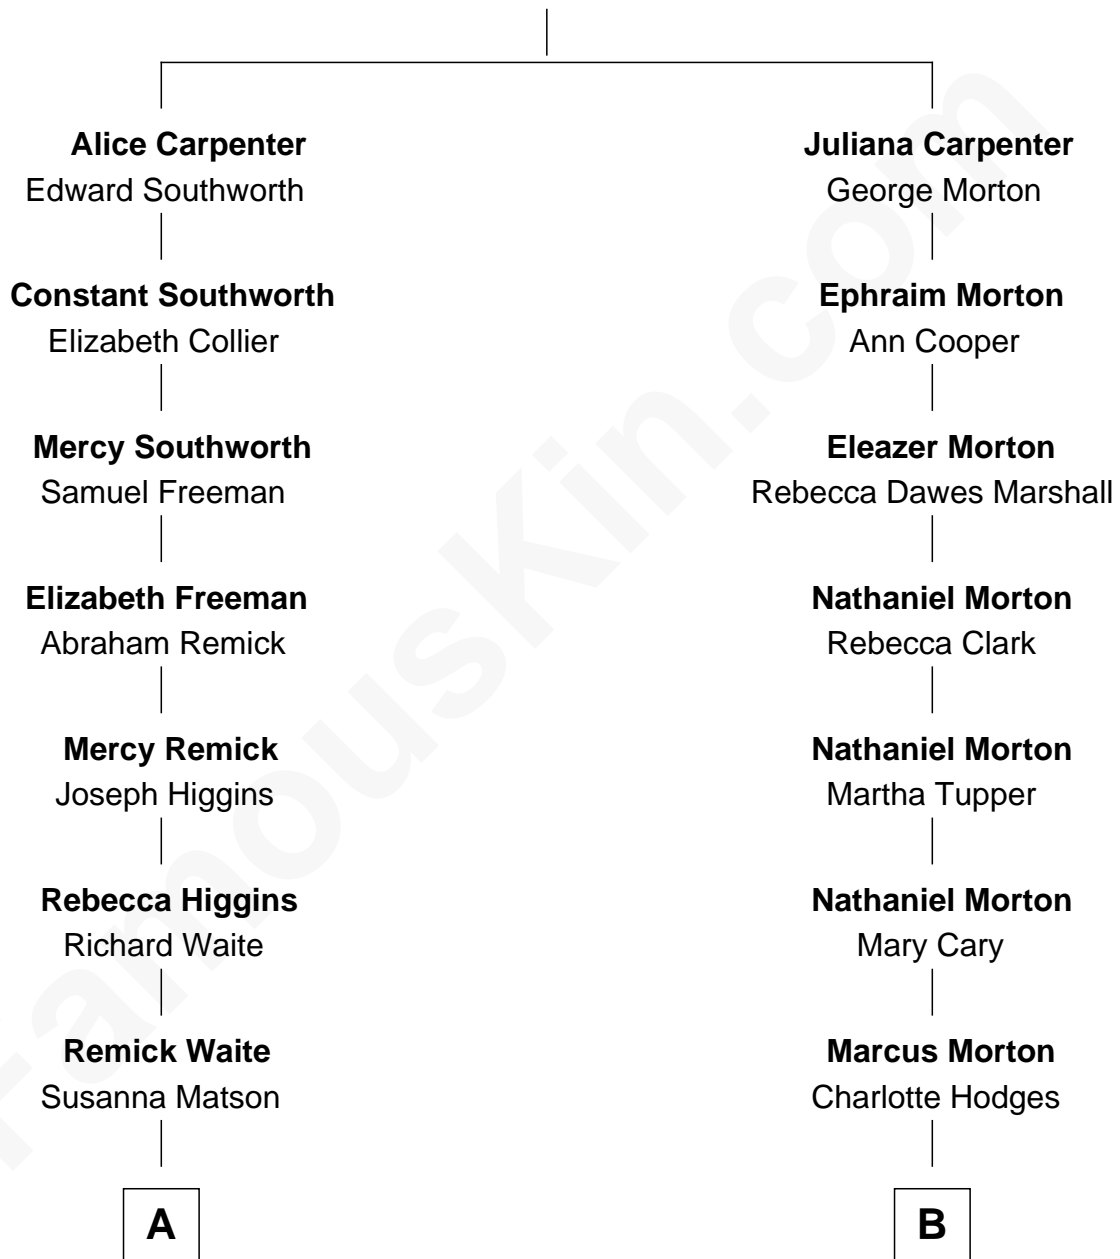 Alice Carpenter
Edward Southworth
Constant Southworth
Elizabeth Collier
Mercy Southworth
Samuel Freeman
Elizabeth Freeman
Abraham Remick
Mercy Remick
Joseph Higgins
Rebecca Higgins
Richard Waite
Remick Waite
Susanna Matson
A
Juliana Carpenter
George Morton
Ephraim Morton
Ann Cooper
Eleazer Morton
Rebecca Dawes Marshall
Nathaniel Morton
Rebecca Clark
Nathaniel Morton
Martha Tupper
Nathaniel Morton
Mary Cary
Marcus Morton
Charlotte Hodges
B
FamousKin.com